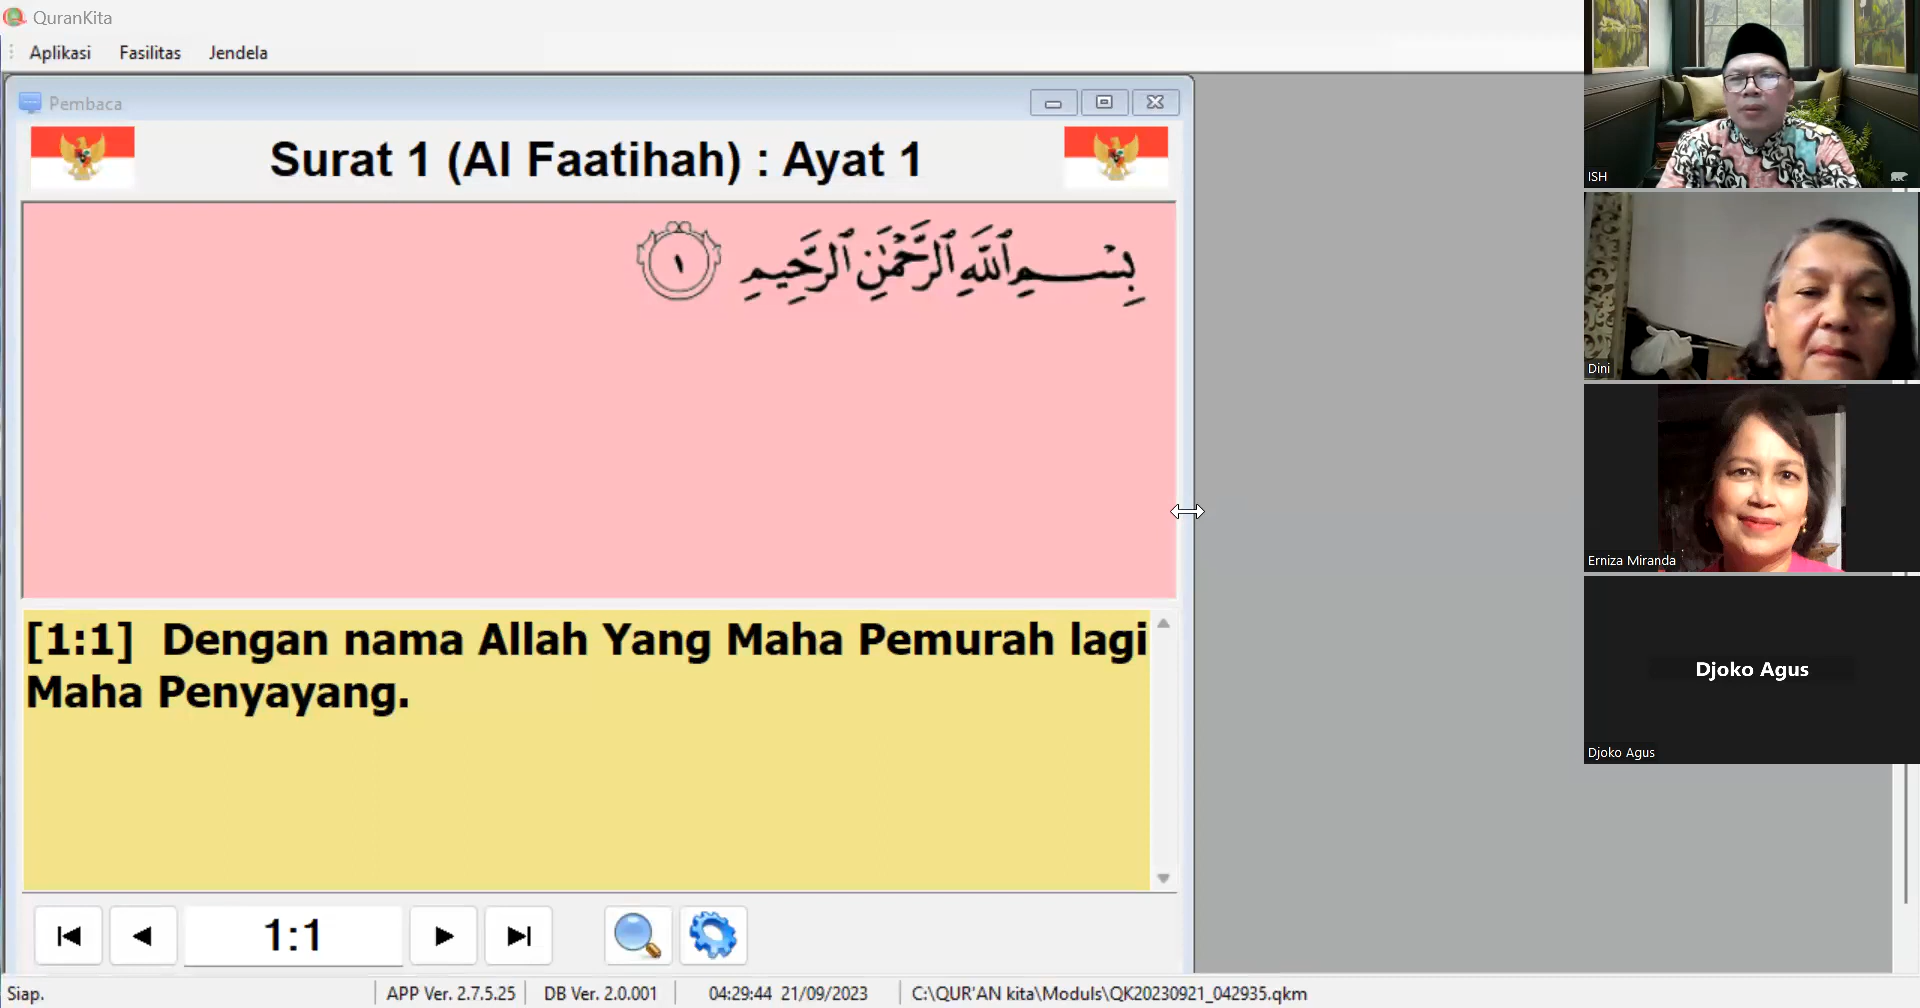 QuranKita
Aplikasi Fasilitas Jendela
Pembaca
Surat 1 (Al Faatihah) : Ayat 1
بِسْمِ ٱللَّهِ ٱلرَّحْمَٰنِ ٱلرَّحِيمِ ١
[1:1] Dengan nama Allah Yang Maha Pemurah lagi
Maha Penyayang.
1:1
Siap. APP Ver. 2.7.5.25 DB Ver. 2.0.001 04:29:44 21/09/2023 C:\QUR'AN kita\Moduls\QK20230921_042935.qkm
ISH
Dini
Erniza Miranda
Djoko Agus
Djoko Agus